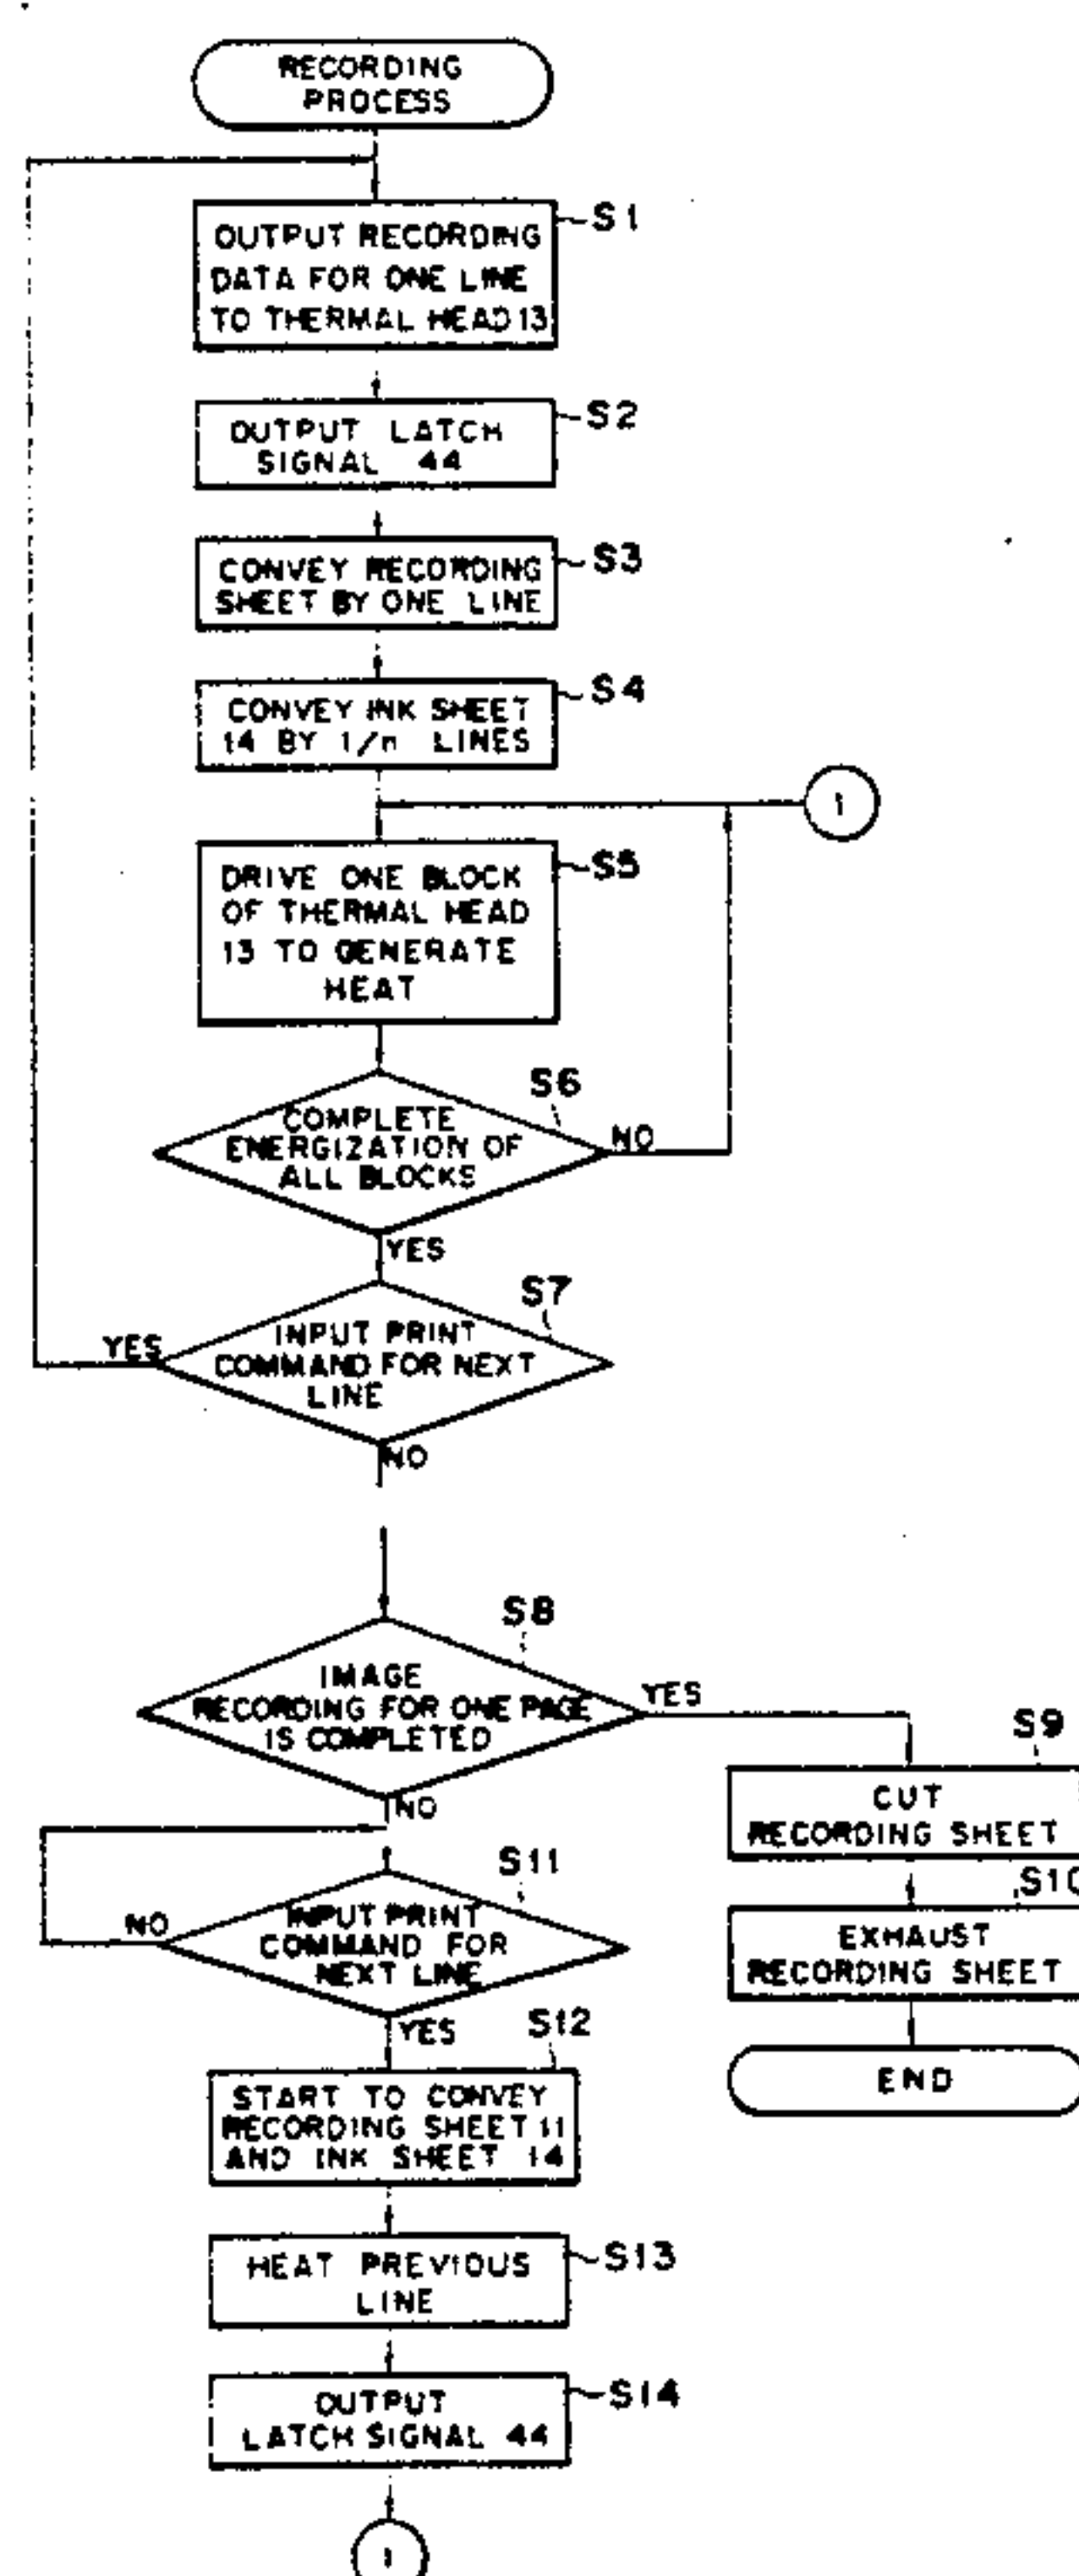 RECORDING
PROCESS
S1
OUTPUT RECORDING
DATA FOR ONE LINE
TO THERMAL HEAD 13
S2
OUTPUT LATCH
SIGNAL 44
S3
CONVEY RECORDING
SHEET BY ONE LINE
S4
CONVEY INK SHEET
14 BY 1/n LINES
1
S5
DRIVE ONE BLOCK
OF THERMAL HEAD
13 TO GENERATE
HEAT
S6
COMPLETE
ENERGIZATION OF
ALL BLOCKS
NO
YES
S7
INPUT PRINT
COMMAND FOR NEXT
LINE
YES
NO
S8
IMAGE
RECORDING FOR ONE PAGE
IS COMPLETED
YES
NO
S9
CUT
RECORDING SHEET
S10
EXHAUST
RECORDING SHEET
END
S11
INPUT PRINT
COMMAND FOR
NEXT LINE
NO
YES
S12
START TO CONVEY
RECORDING SHEET 11
AND INK SHEET 14
S13
HEAT PREVIOUS
LINE
S14
OUTPUT
LATCH SIGNAL 44
1